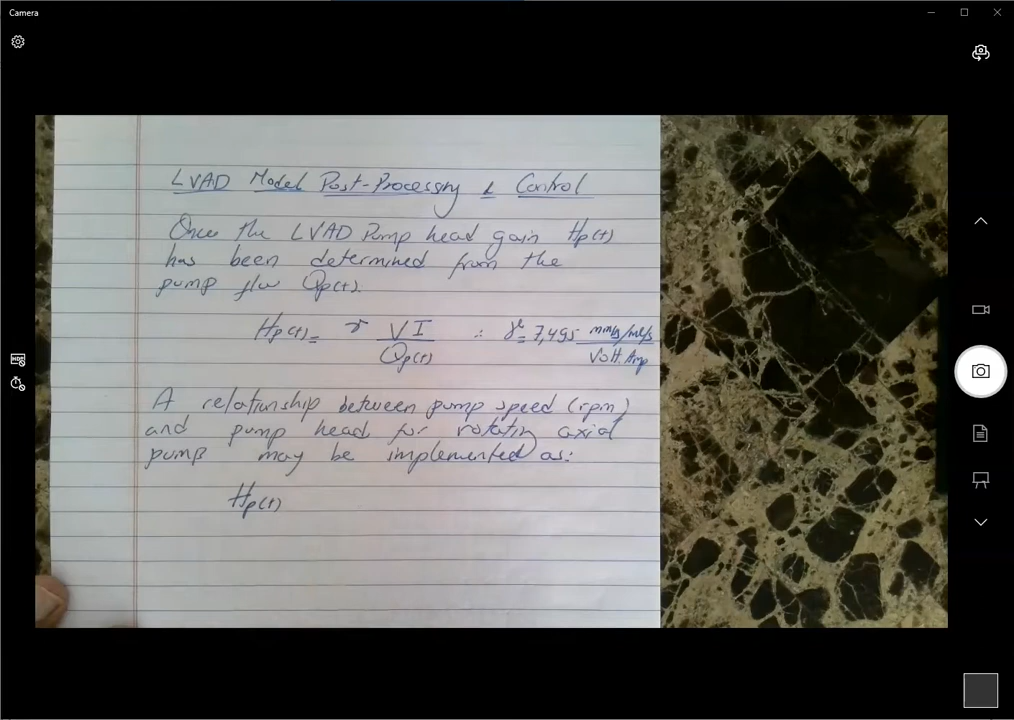 Camera
LVAD Model Post-Processing & Control
Once the LVAD Pump head gain Hp(t)
has been determined from the
pump flow Qp(t).
Hp(t) = γ VI / Qp(t) ∴ γ = 7,495 mmHg/ml/s / Volt.Amp
A relationship between pump speed (rpm)
and pump head for rotating axial
pump may be implemented as:
Hp(t)